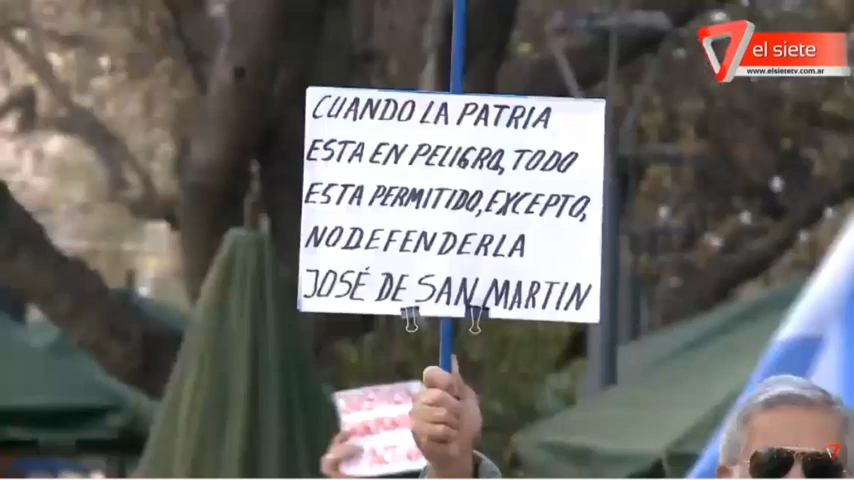 el siete
www.elsietetv.com.ar
CUANDO LA PATRIA
ESTA EN PELIGRO, TODO
ESTA PERMITIDO, EXCEPTO,
NO DEFENDERLA
JOSÉ DE SAN MARTIN